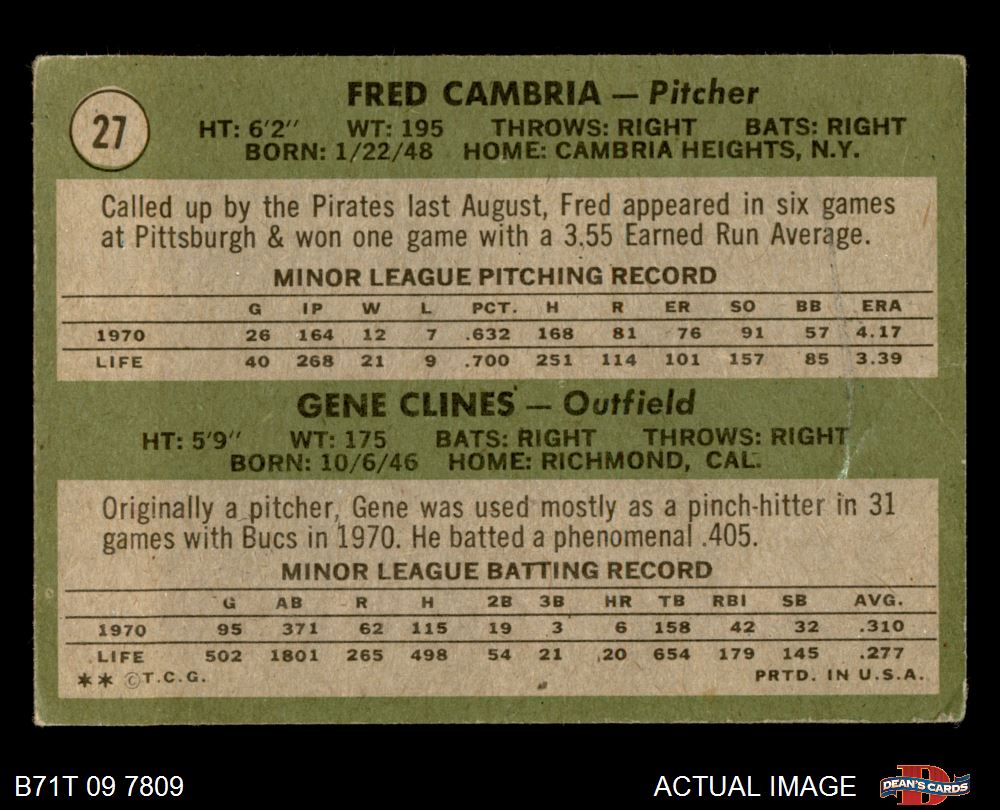 27
FRED CAMBRIA — Pitcher
HT: 6'2" WT: 195 THROWS: RIGHT BATS: RIGHT
BORN: 1/22/48 HOME: CAMBRIA HEIGHTS, N.Y.
Called up by the Pirates last August, Fred appeared in six games
at Pittsburgh & won one game with a 3.55 Earned Run Average.
MINOR LEAGUE PITCHING RECORD
G IP W L PCT. H R ER SO BB ERA
1970 26 164 12 7 .632 168 81 76 91 57 4.17
LIFE 40 268 21 9 .700 251 114 101 157 85 3.39
GENE CLINES — Outfield
HT: 5'9" WT: 175 BATS: RIGHT THROWS: RIGHT
BORN: 10/6/46 HOME: RICHMOND, CAL.
Originally a pitcher, Gene was used mostly as a pinch-hitter in 31
games with Bucs in 1970. He batted a phenomenal .405.
MINOR LEAGUE BATTING RECORD
G AB R H 2B 3B HR TB RBI SB AVG.
1970 95 371 62 115 19 3 6 158 42 32 .310
LIFE 502 1801 265 498 54 21 20 654 179 145 .277
** ©T.C.G. PRTD. IN U.S.A.
B71T 09 7809 ACTUAL IMAGE D DEAN'S CARDS